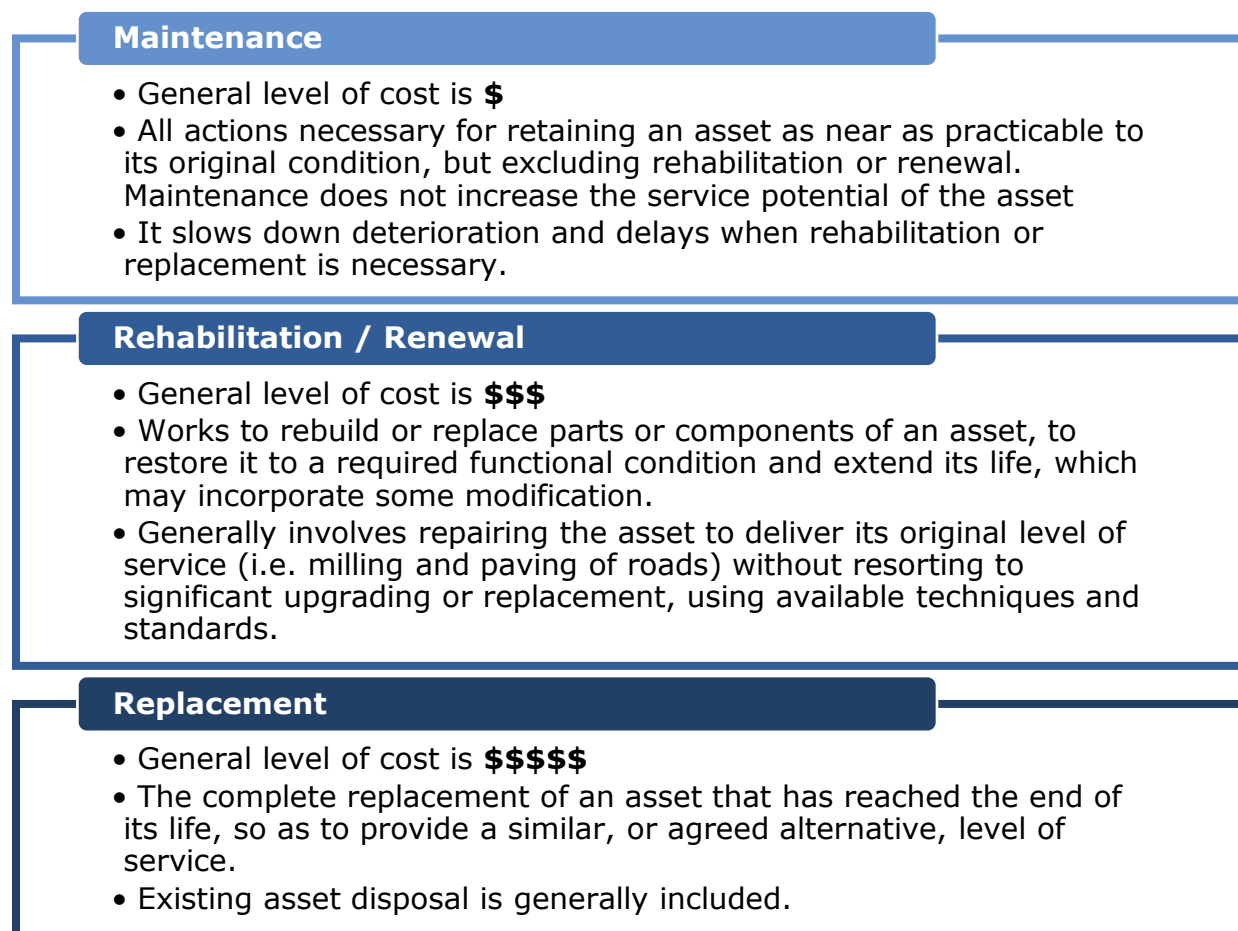 Maintenance
• General level of cost is $
• All actions necessary for retaining an asset as near as practicable to
its original condition, but excluding rehabilitation or renewal.
Maintenance does not increase the service potential of the asset
• It slows down deterioration and delays when rehabilitation or
replacement is necessary.
Rehabilitation / Renewal
• General level of cost is $$$
• Works to rebuild or replace parts or components of an asset, to
restore it to a required functional condition and extend its life, which
may incorporate some modification.
• Generally involves repairing the asset to deliver its original level of
service (i.e. milling and paving of roads) without resorting to
significant upgrading or replacement, using available techniques and
standards.
Replacement
• General level of cost is $$$$$
• The complete replacement of an asset that has reached the end of
its life, so as to provide a similar, or agreed alternative, level of
service.
• Existing asset disposal is generally included.